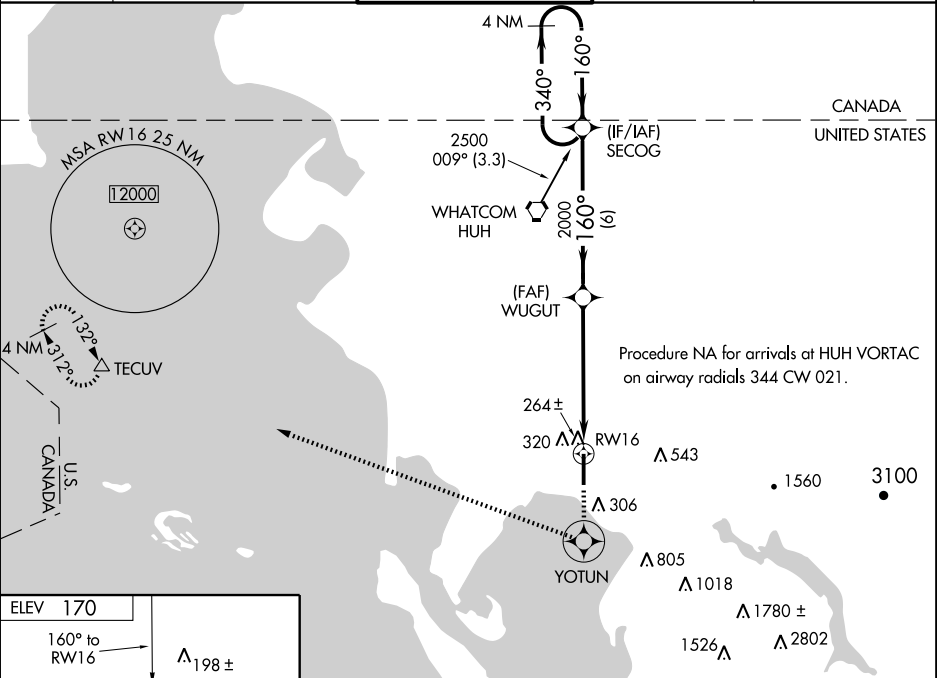 4 NM
340°
160°
CANADA
UNITED STATES
(IF/IAF)
SECOG
MSA RW16 25 NM
12000
2500
009° (3.3)
WHATCOM
HUH
2000
160°
(6)
(FAF)
WUGUT
132°
4 NM
312°
TECUV
Procedure NA for arrivals at HUH VORTAC
on airway radials 344 CW 021.
264 ±
320
RW16
543
1560
3100
U.S.
CANADA
306
YOTUN
805
1018
1780 ±
1526
2802
ELEV 170
160° to
RW16
198 ±